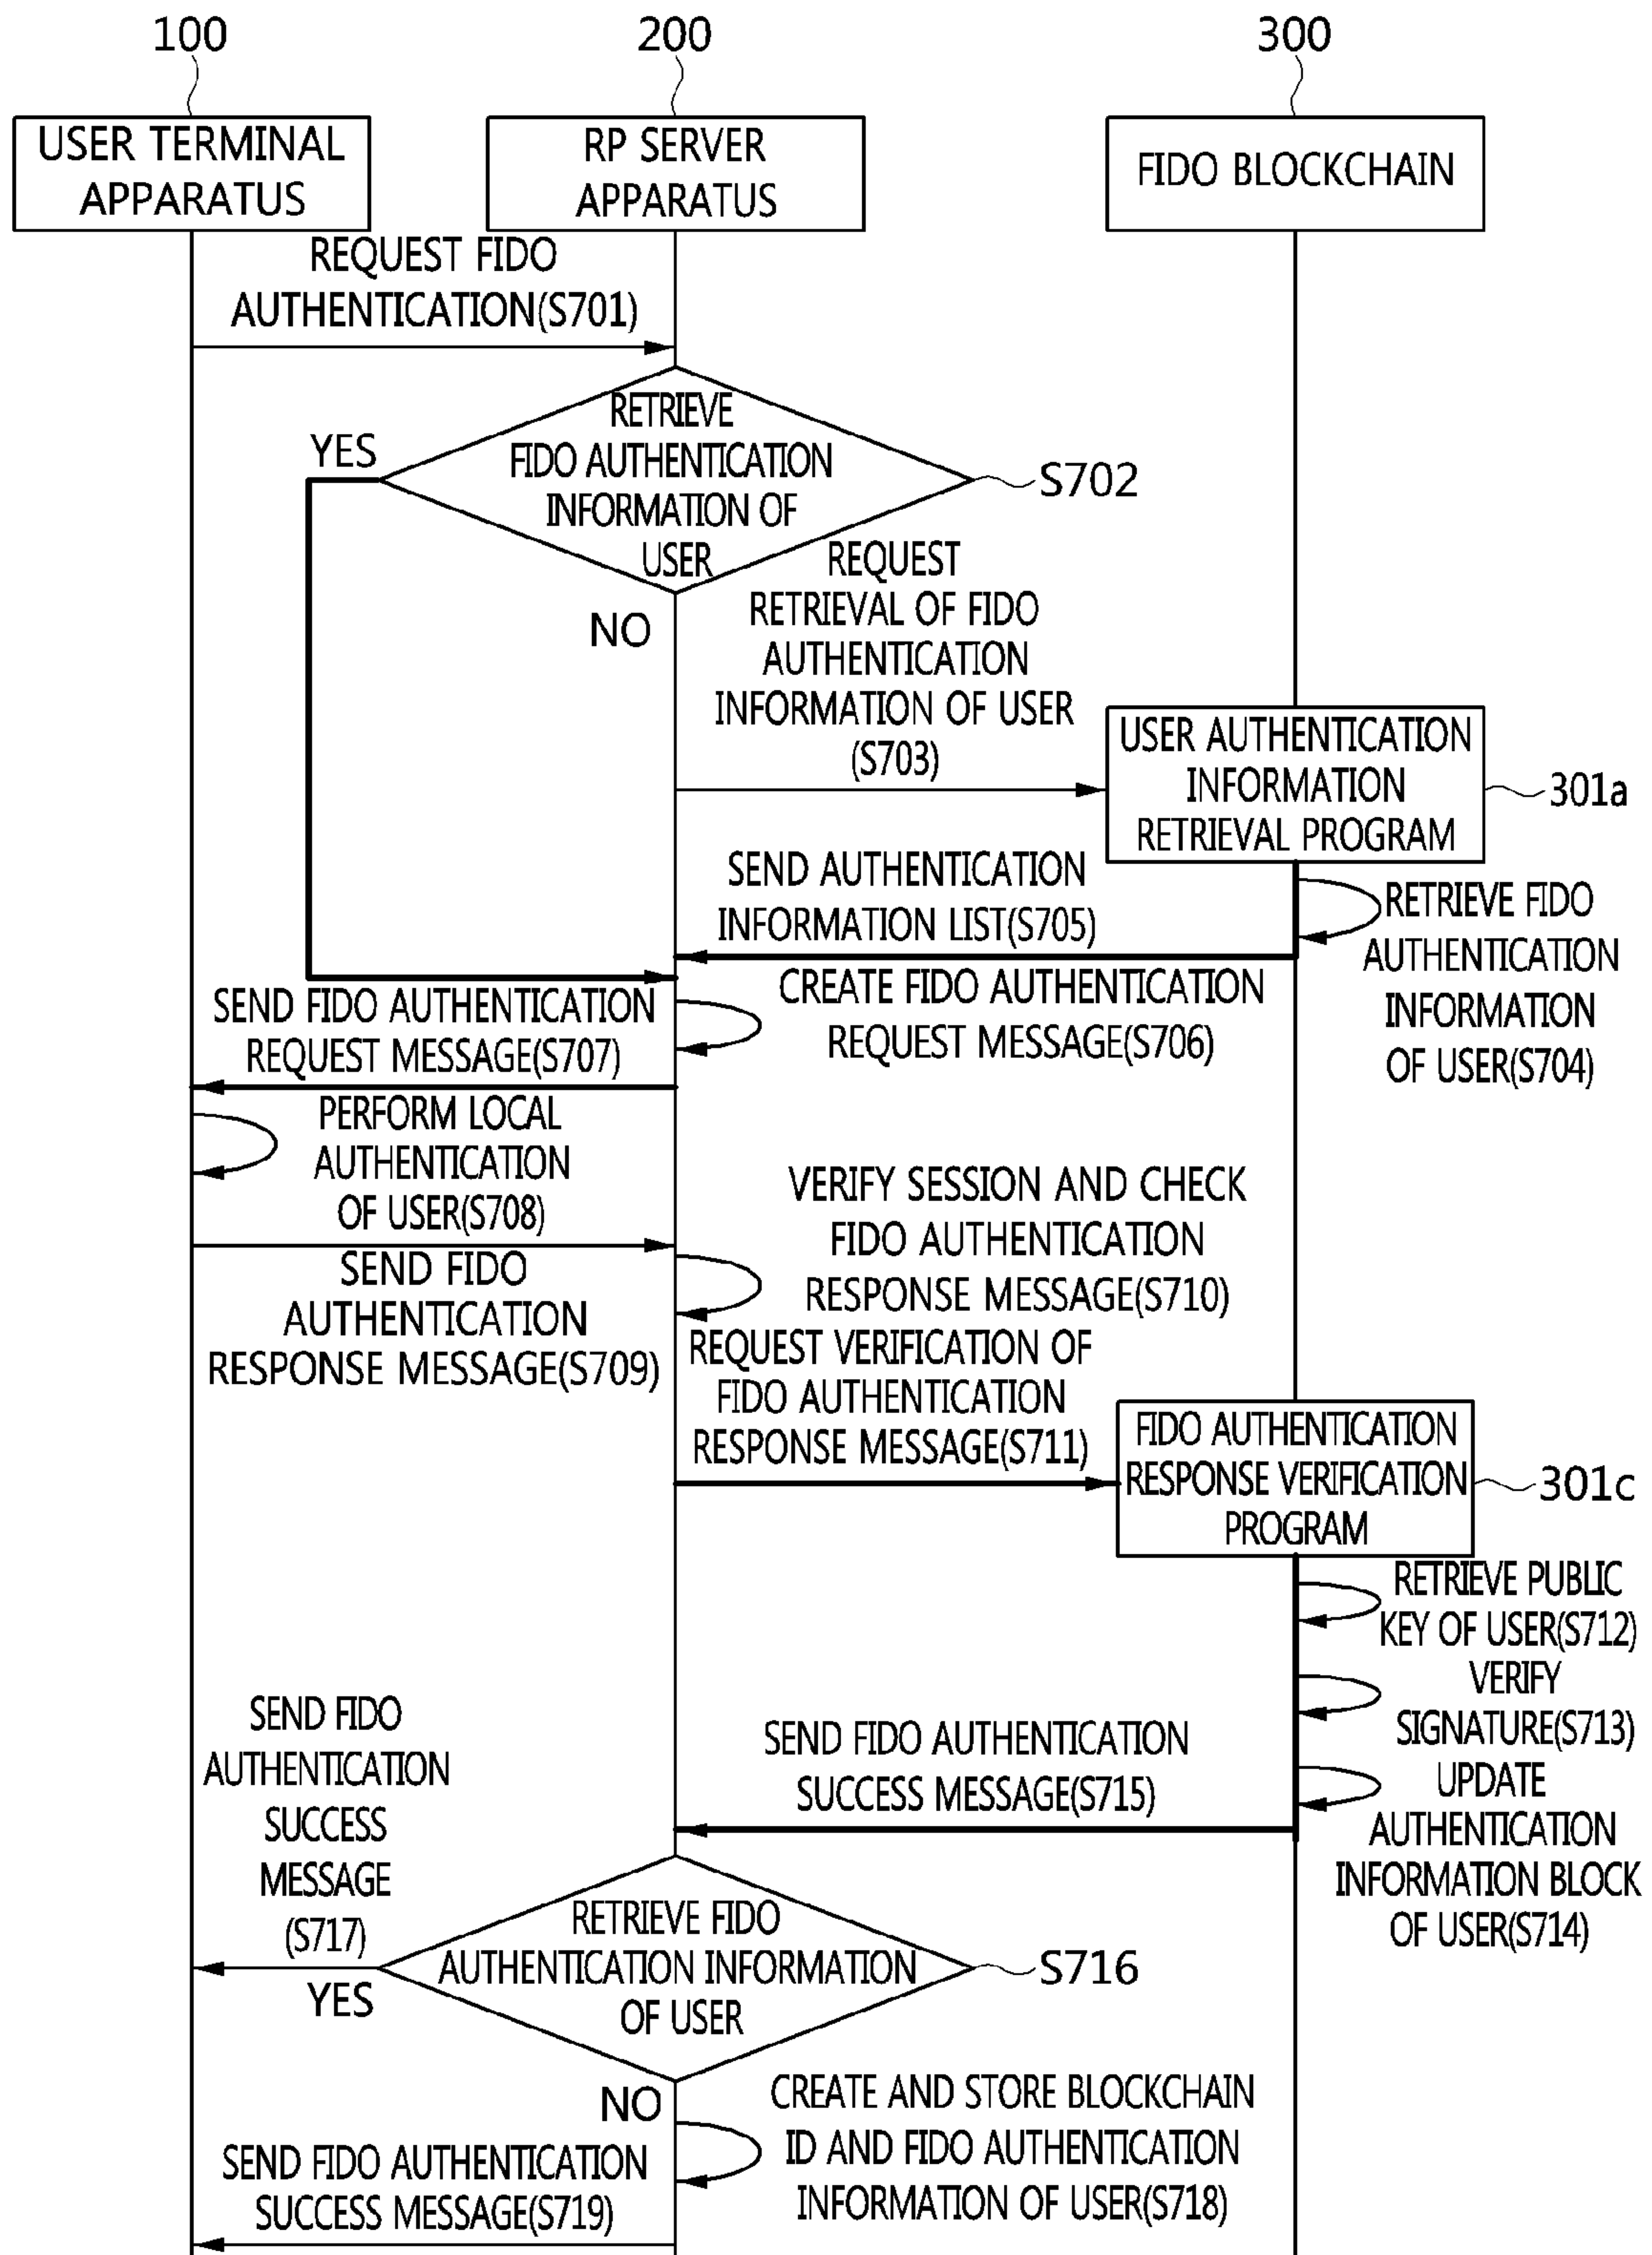 100
200
300
USER TERMINAL
APPARATUS
RP SERVER
APPARATUS
FIDO BLOCKCHAIN
REQUEST FIDO
AUTHENTICATION(S701)
RETRIEVE
FIDO AUTHENTICATION
INFORMATION OF
USER
YES
S702
NO
REQUEST
RETRIEVAL OF FIDO
AUTHENTICATION
INFORMATION OF USER
(S703)
USER AUTHENTICATION
INFORMATION
RETRIEVAL PROGRAM
301a
RETRIEVE FIDO
AUTHENTICATION
INFORMATION
OF USER(S704)
SEND AUTHENTICATION
INFORMATION LIST(S705)
CREATE FIDO AUTHENTICATION
REQUEST MESSAGE(S706)
SEND FIDO AUTHENTICATION
REQUEST MESSAGE(S707)
PERFORM LOCAL
AUTHENTICATION
OF USER(S708)
SEND FIDO
AUTHENTICATION
RESPONSE MESSAGE(S709)
VERIFY SESSION AND CHECK
FIDO AUTHENTICATION
RESPONSE MESSAGE(S710)
REQUEST VERIFICATION OF
FIDO AUTHENTICATION
RESPONSE MESSAGE(S711)
FIDO AUTHENTICATION
RESPONSE VERIFICATION
PROGRAM
301c
RETRIEVE PUBLIC
KEY OF USER(S712)
VERIFY
SIGNATURE(S713)
UPDATE
AUTHENTICATION
INFORMATION BLOCK
OF USER(S714)
SEND FIDO AUTHENTICATION
SUCCESS MESSAGE(S715)
RETRIEVE FIDO
AUTHENTICATION INFORMATION
OF USER
S716
SEND FIDO
AUTHENTICATION
SUCCESS
MESSAGE
(S717)
YES
NO
CREATE AND STORE BLOCKCHAIN
ID AND FIDO AUTHENTICATION
INFORMATION OF USER(S718)
SEND FIDO AUTHENTICATION
SUCCESS MESSAGE(S719)